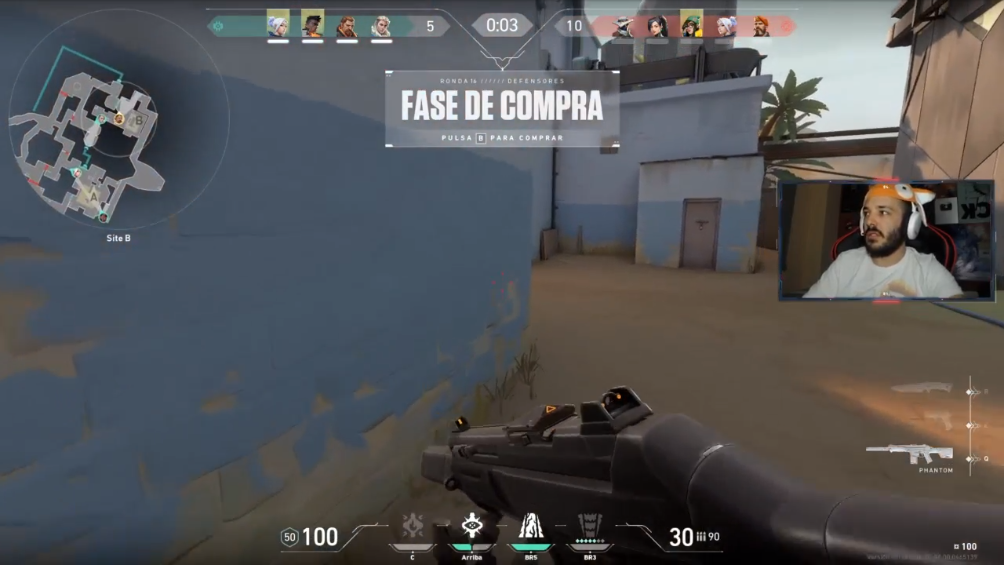 5
0:03
10
RONDA 16 ////// DEFENSORES
FASE DE COMPRA
PULSA B PARA COMPRAR
B
A
Site B
PHANTOM
50 100
30 90
C
Arriba
BR5
BR3
100